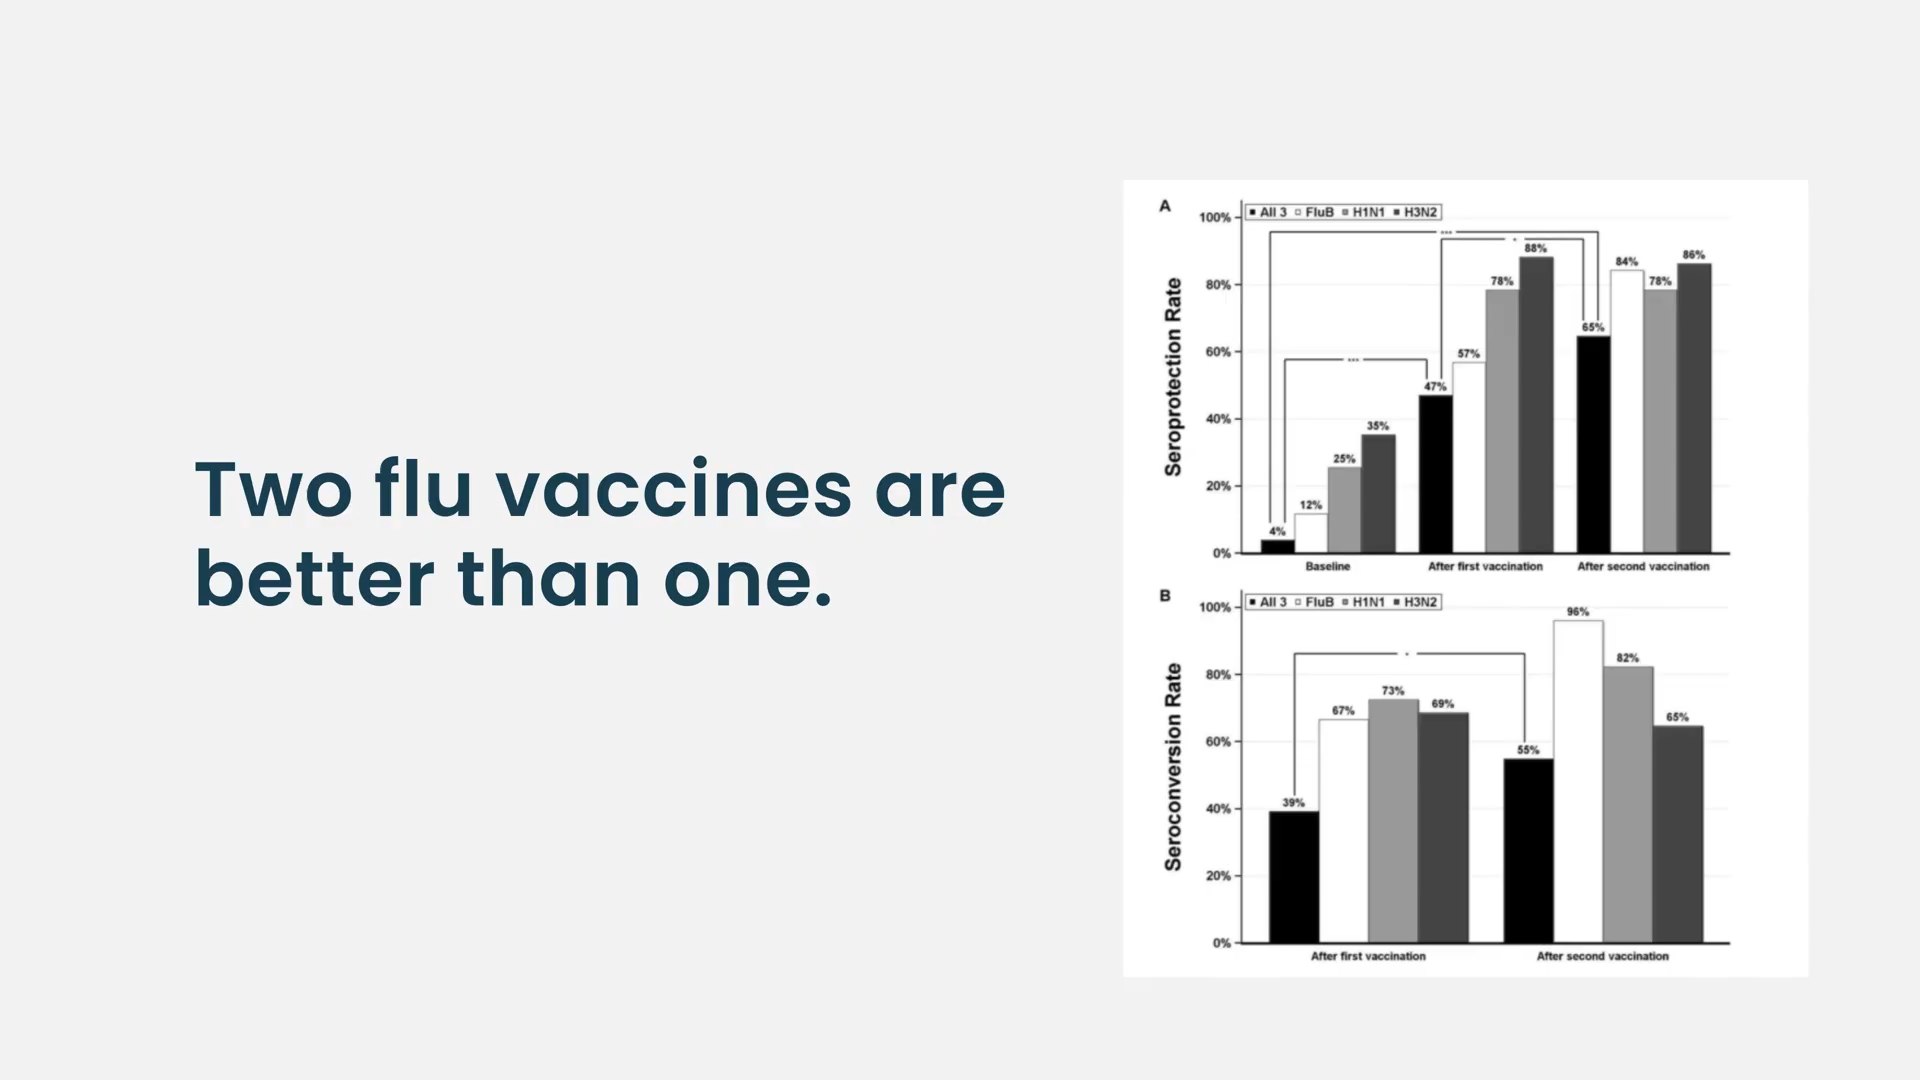 Two flu vaccines are
better than one.
A
All 3 FluB H1N1 H3N2
Seroprotection Rate
100%
80%
60%
40%
20%
0%
4%
12%
25%
35%
47%
57%
78%
88%
65%
84%
78%
86%
***
***
*
Baseline
After first vaccination
After second vaccination
B
All 3 FluB H1N1 H3N2
Seroconversion Rate
100%
80%
60%
40%
20%
0%
39%
67%
73%
69%
55%
96%
82%
65%
*
After first vaccination
After second vaccination